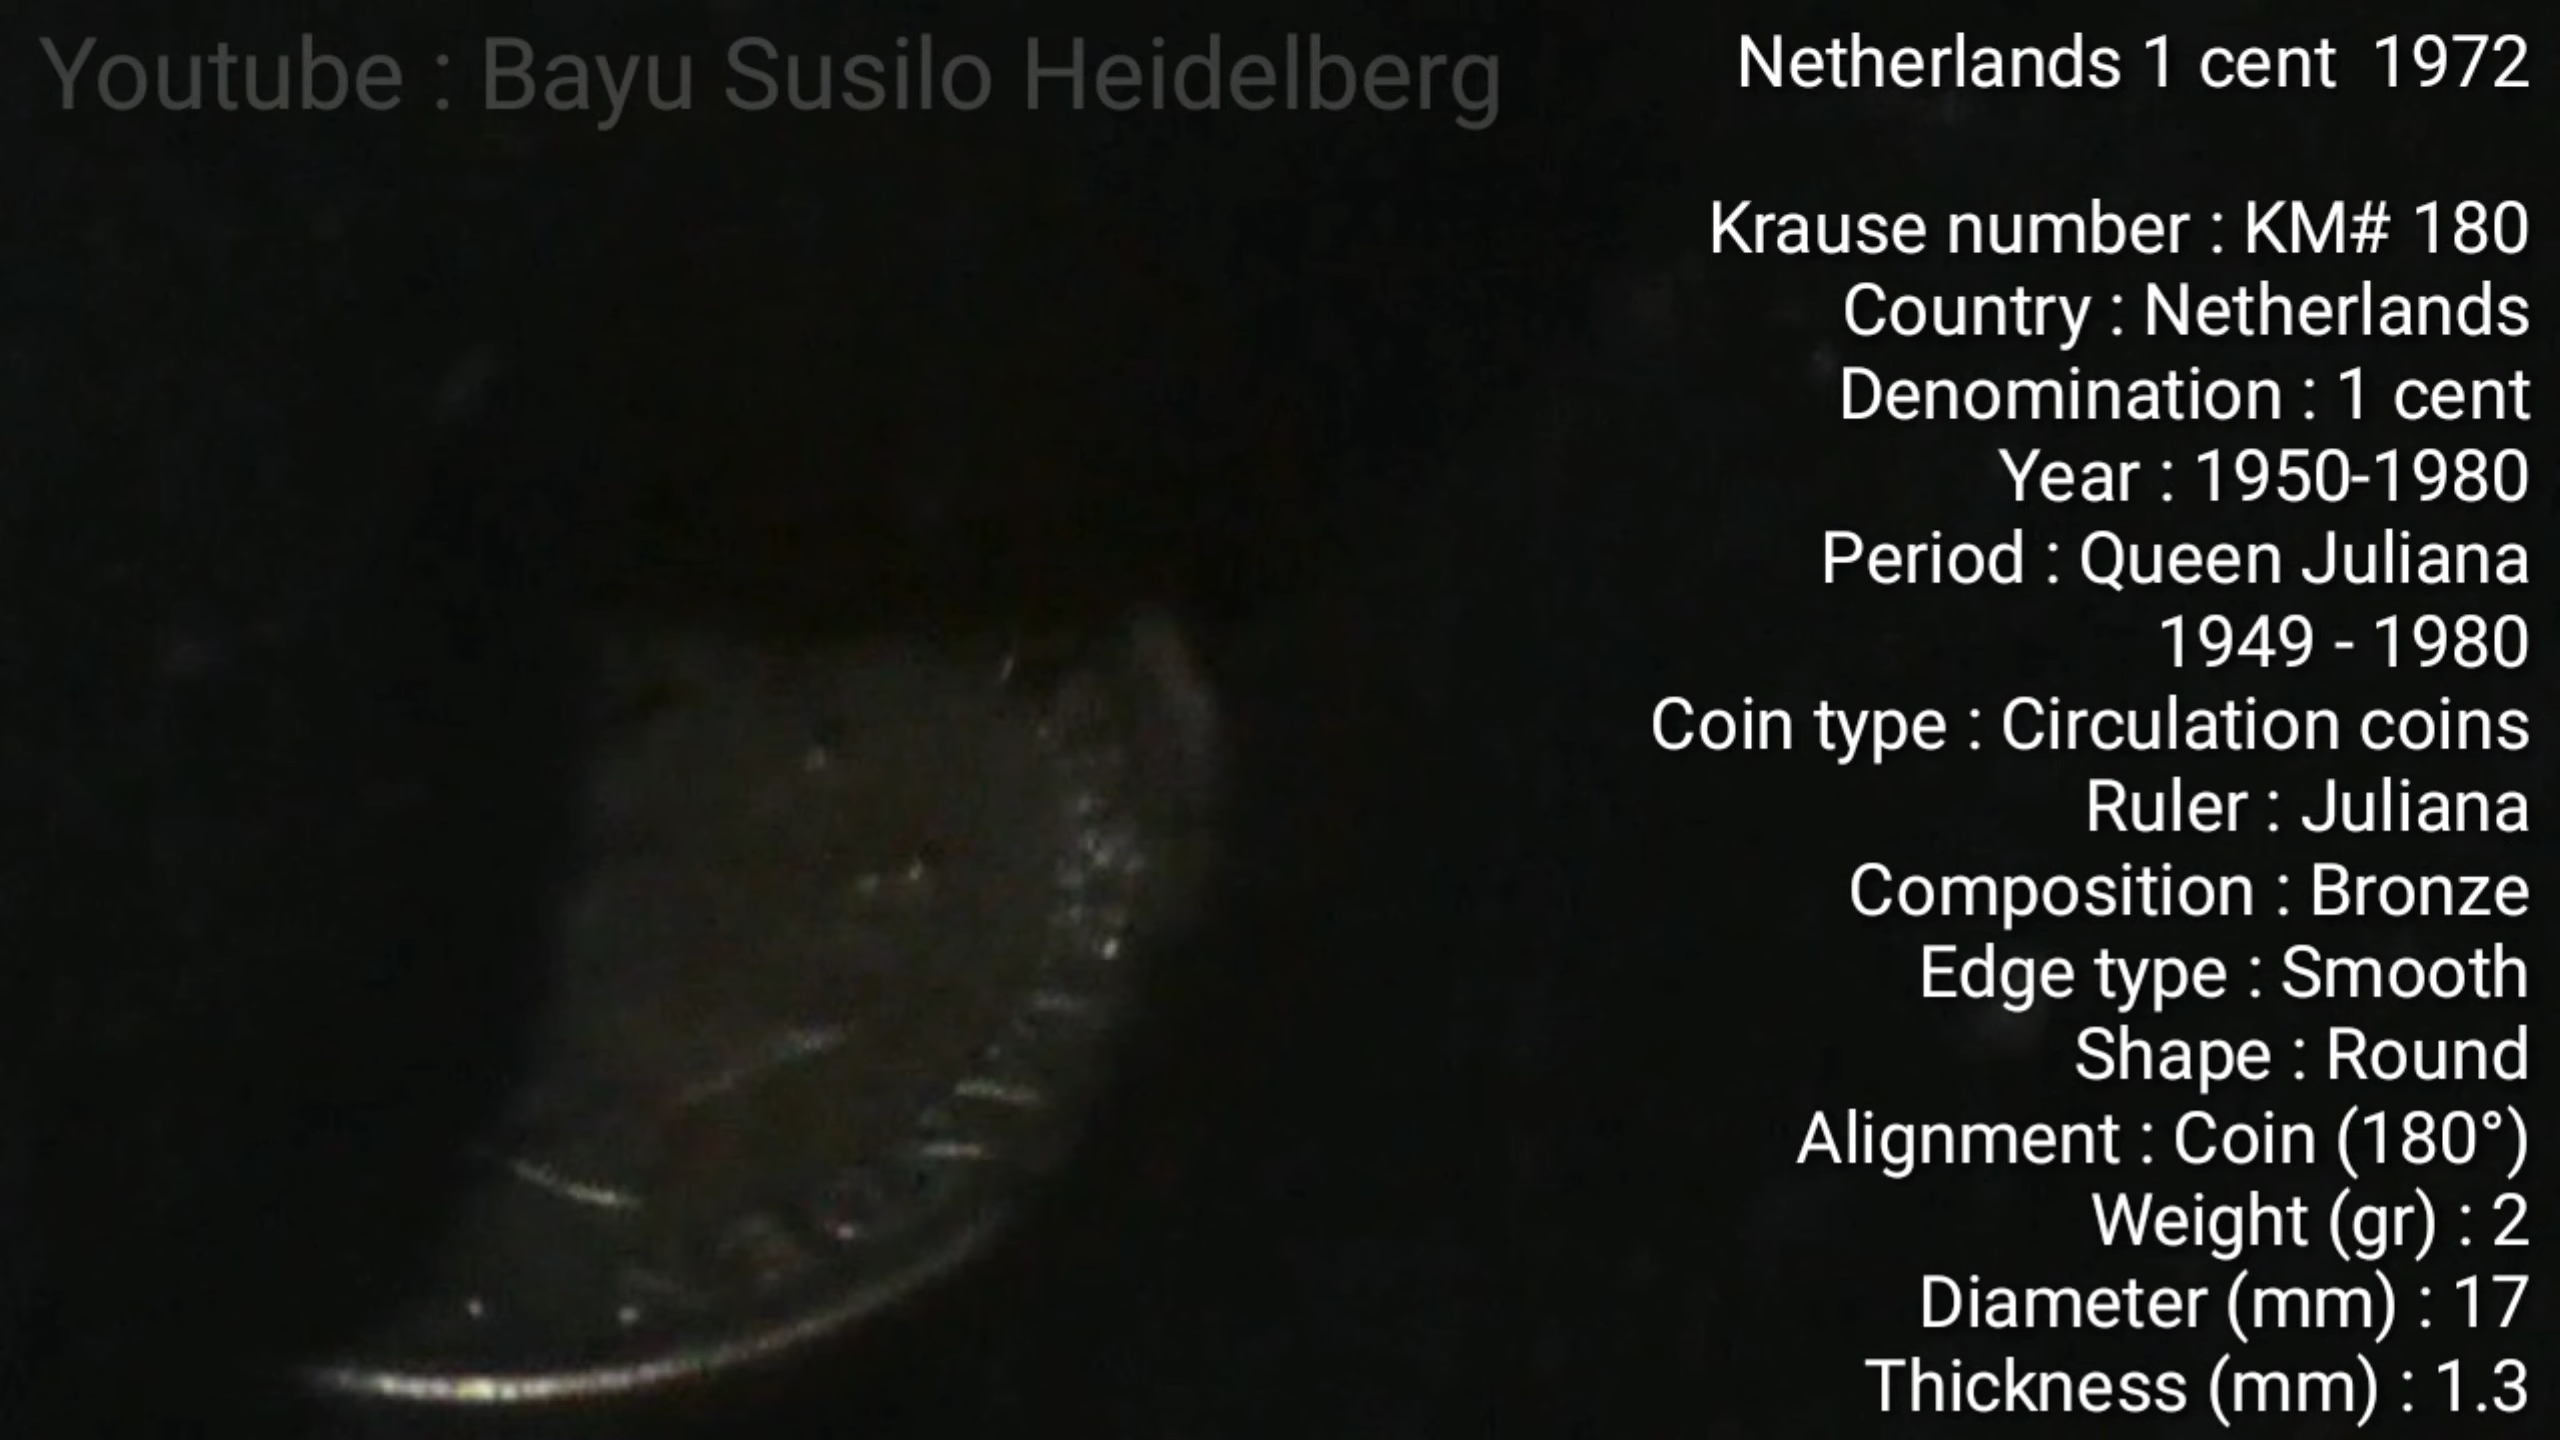 Youtube : Bayu Susilo Heidelberg
Netherlands 1 cent 1972
Krause number : KM# 180
Country : Netherlands
Denomination : 1 cent
Year : 1950-1980
Period : Queen Juliana
1949 - 1980
Coin type : Circulation coins
Ruler : Juliana
Composition : Bronze
Edge type : Smooth
Shape : Round
Alignment : Coin (180°)
Weight (gr) : 2
Diameter (mm) : 17
Thickness (mm) : 1.3